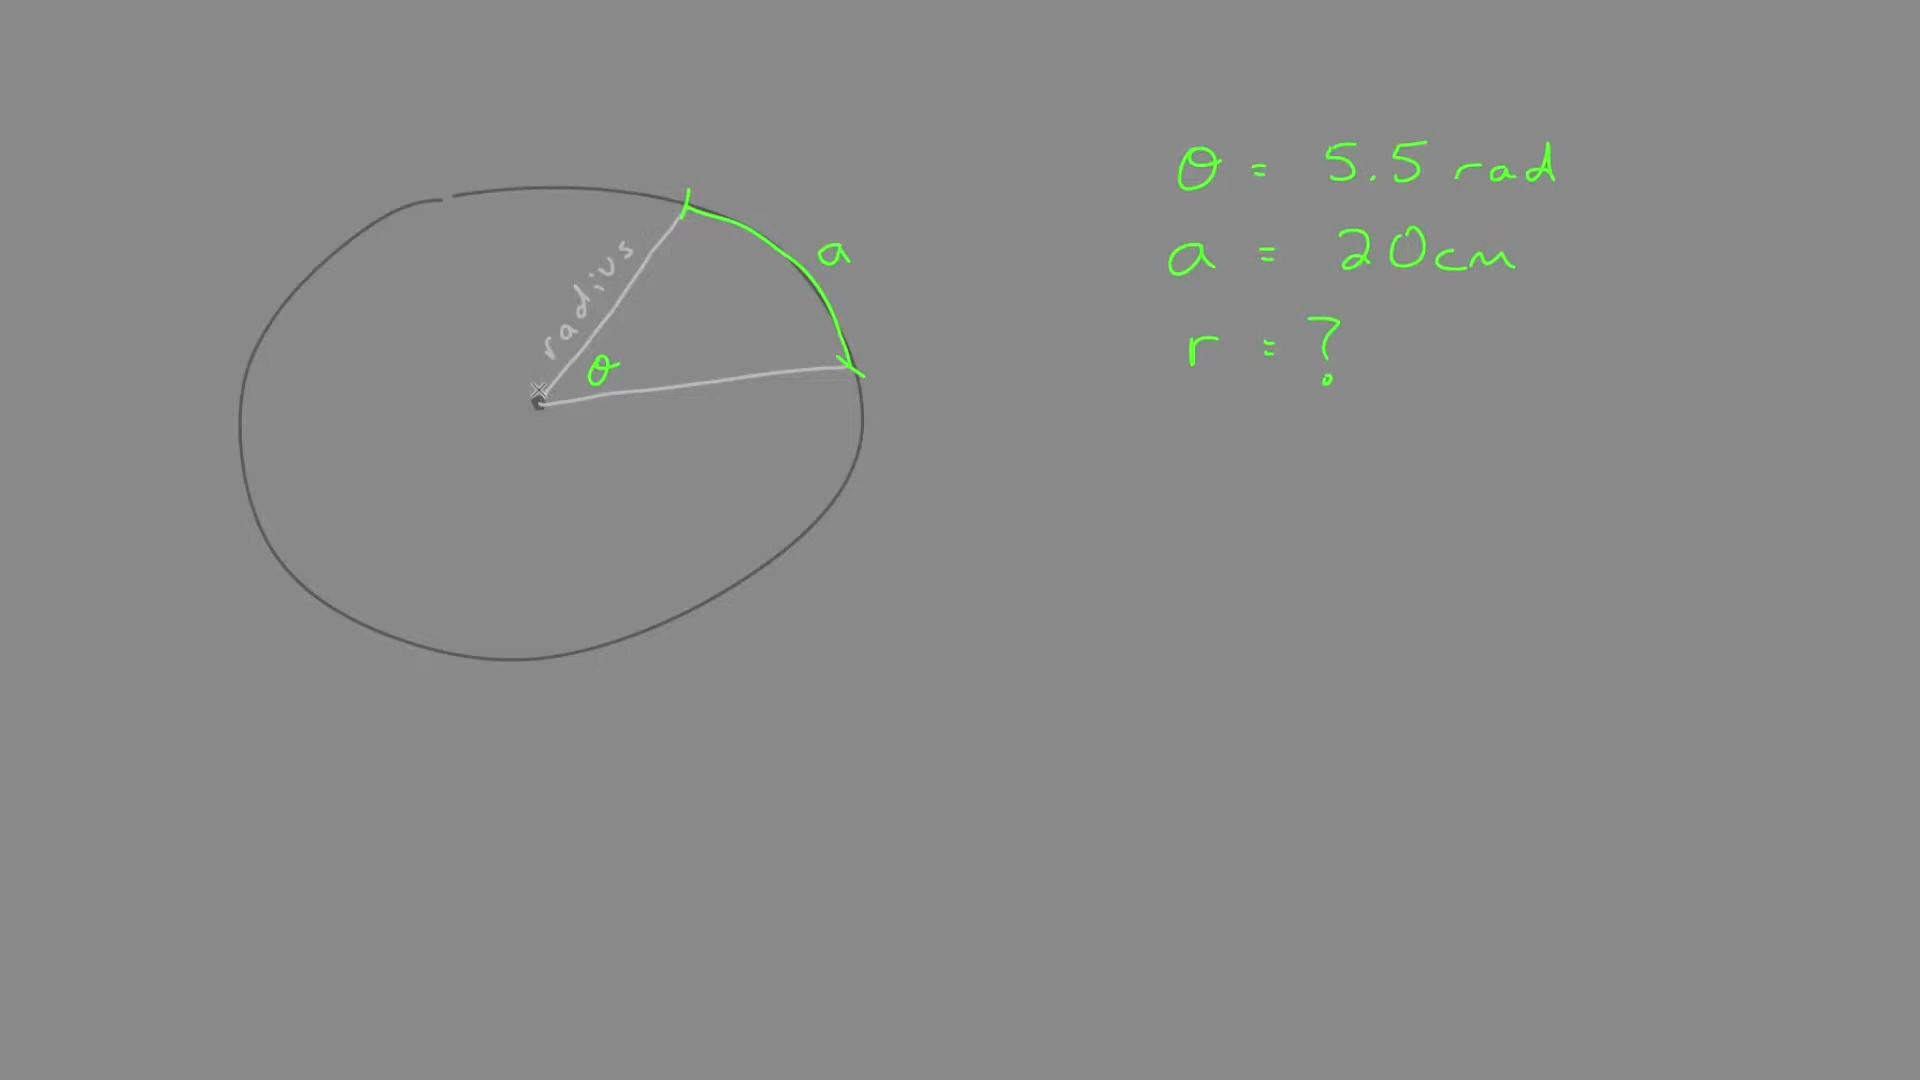 radius
θ
a
θ = 5.5 rad
a = 20cm
r = ?